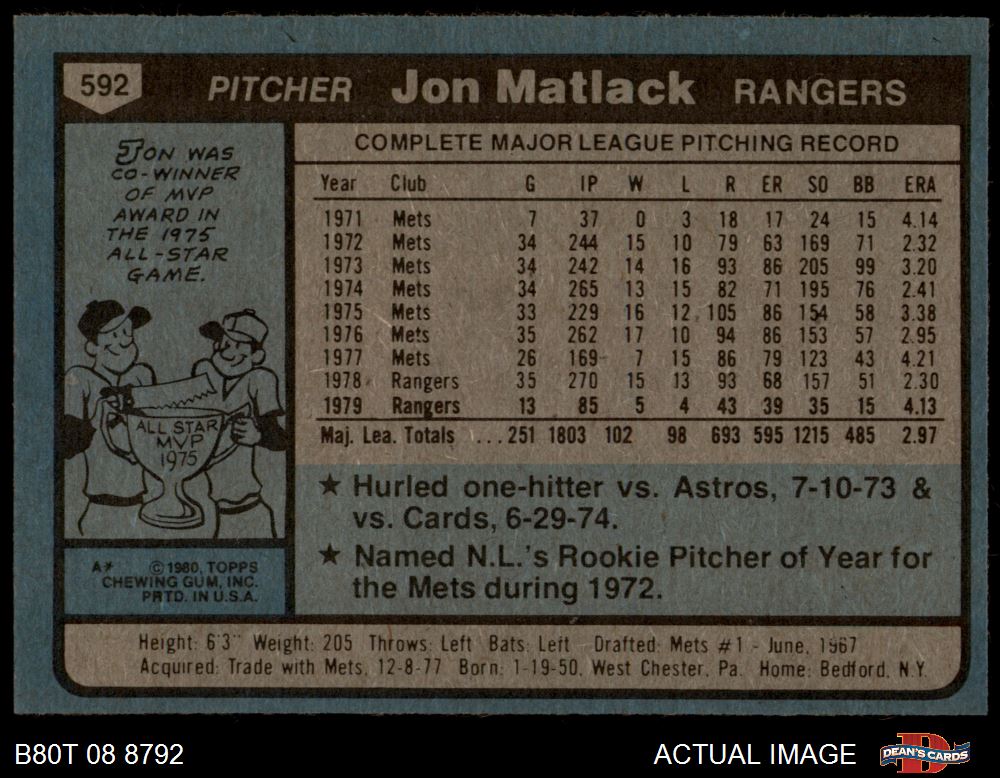 592 PITCHER Jon Matlack RANGERS
JON WAS
CO-WINNER
OF MVP
AWARD IN
THE 1975
ALL-STAR
GAME.
ALL STAR
MVP
1975
A* © 1980, TOPPS
CHEWING GUM, INC.
PRTD. IN U.S.A.
COMPLETE MAJOR LEAGUE PITCHING RECORD
Year Club G IP W L R ER SO BB ERA
1971 Mets 7 37 0 3 18 17 24 15 4.14
1972 Mets 34 244 15 10 79 63 169 71 2.32
1973 Mets 34 242 14 16 93 86 205 99 3.20
1974 Mets 34 265 13 15 82 71 195 76 2.41
1975 Mets 33 229 16 12 105 86 154 58 3.38
1976 Mets 35 262 17 10 94 86 153 57 2.95
1977 Mets 26 169 7 15 86 79 123 43 4.21
1978 Rangers 35 270 15 13 93 68 157 51 2.30
1979 Rangers 13 85 5 4 43 39 35 15 4.13
Maj. Lea. Totals ... 251 1803 102 98 693 595 1215 485 2.97
★ Hurled one-hitter vs. Astros, 7-10-73 &
vs. Cards, 6-29-74.
★ Named N.L.'s Rookie Pitcher of Year for
the Mets during 1972.
Height: 6'3" Weight: 205 Throws: Left Bats: Left Drafted: Mets #1 - June, 1967
Acquired: Trade with Mets, 12-8-77 Born: 1-19-50, West Chester, Pa. Home: Bedford, N.Y.
B80T 08 8792 ACTUAL IMAGE DEAN'S CARDS